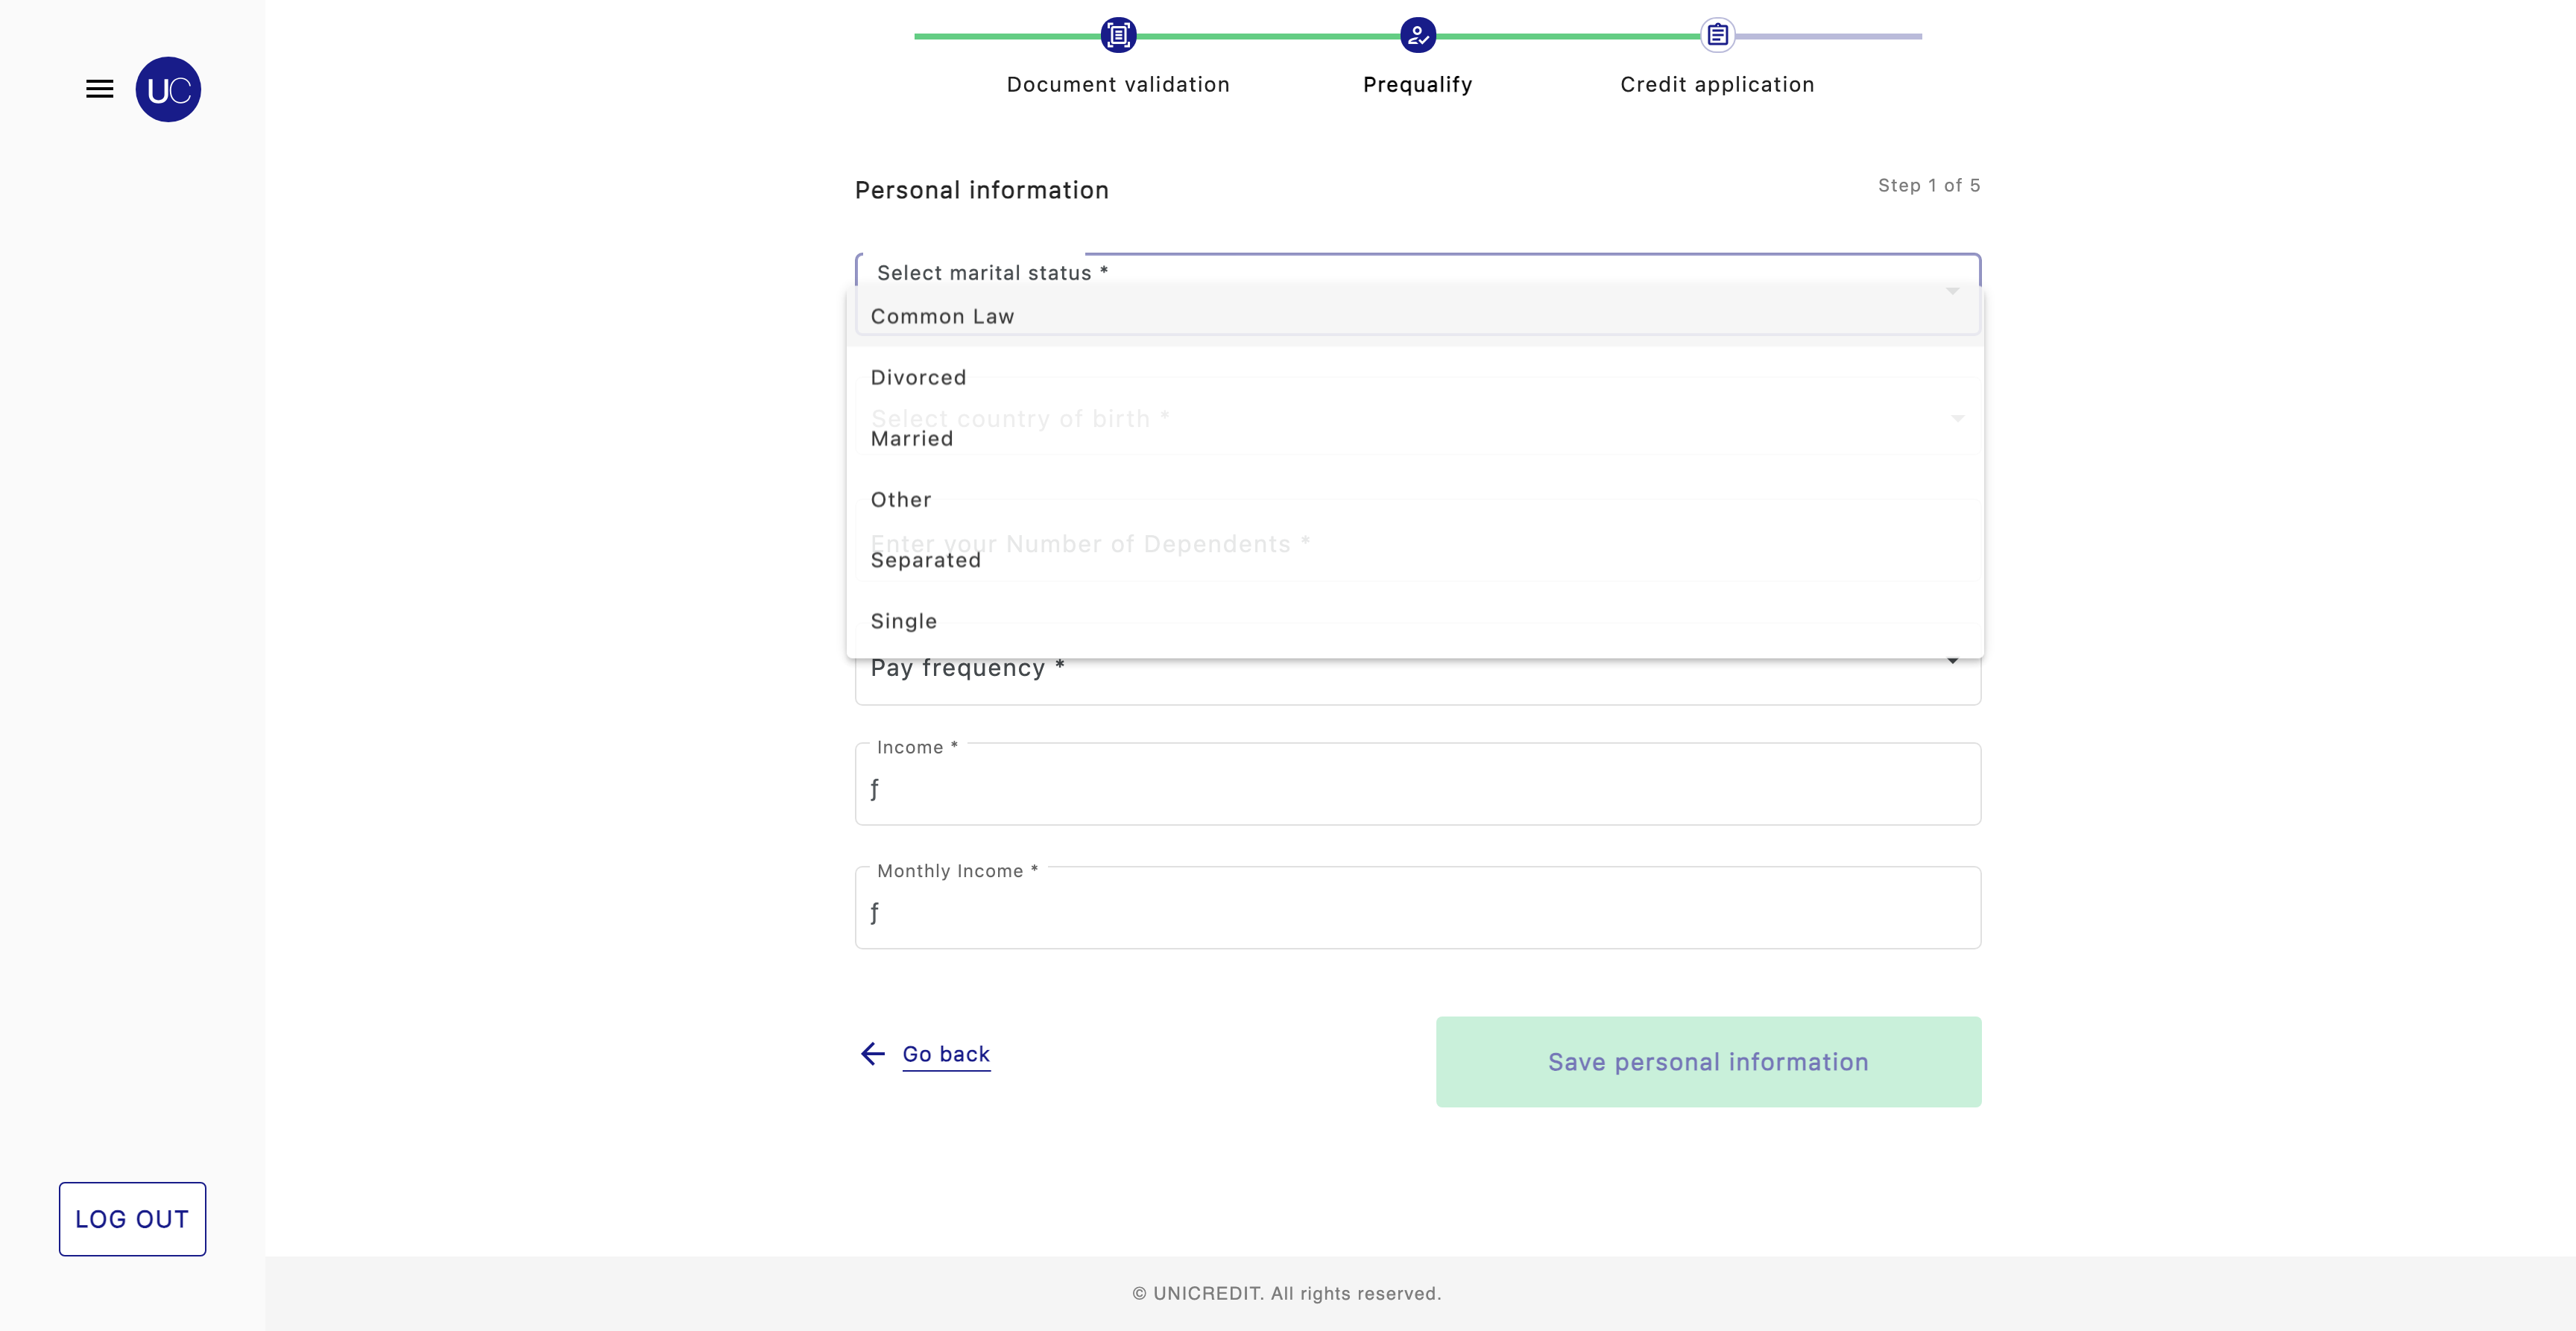 UC
Document validation
Prequalify
Credit application
Personal information
Step 1 of 5
Select marital status *
Common Law
Divorced
Select country of birth *
Married
Other
Enter your Number of Dependents *
Separated
Single
Pay frequency *
Income *
ƒ
Monthly Income *
ƒ
Go back
Save personal information
LOG OUT
© UNICREDIT. All rights reserved.